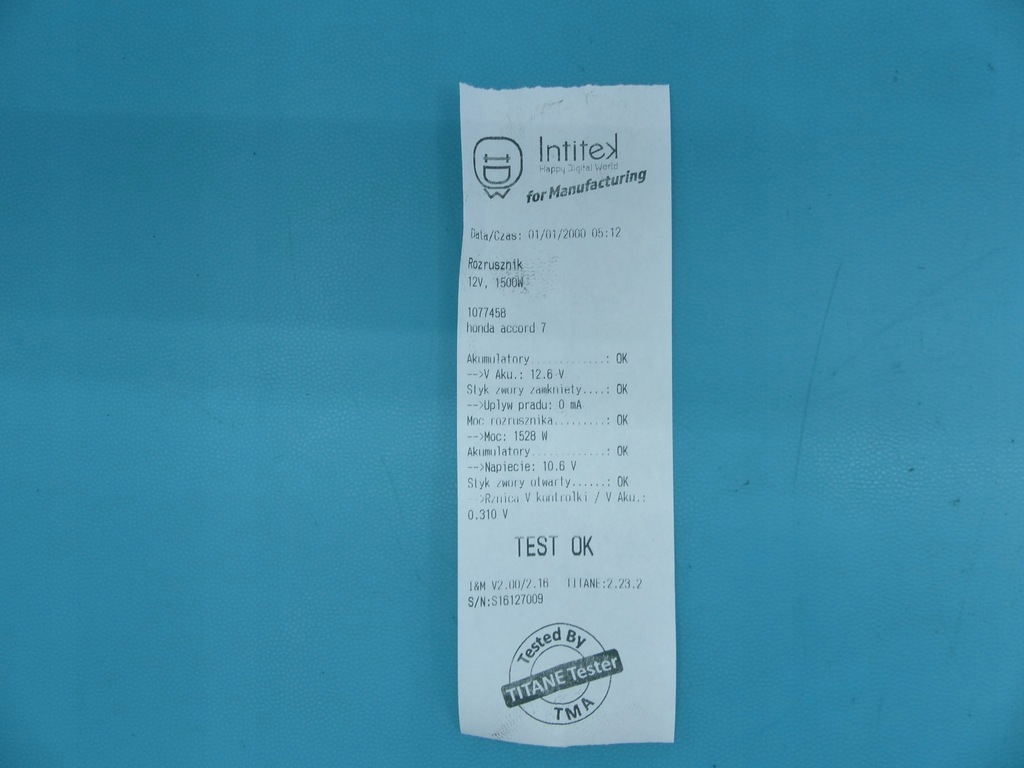 Intitek
Happy Digital World
for Manufacturing
Data/Czas: 01/01/2000 05:12
Rozrusznik
12V, 1500W
1077458
honda accord 7
Akumulatory............: OK
-->V Aku.: 12.6 V
Styk zwory zamkniety....: OK
-->Uplyw pradu: 0 mA
Moc rozrusznika.........: OK
-->Moc: 1528 W
Akumulatory............: OK
-->Napiecie: 10.6 V
Styk zwory otwarty......: OK
-->Rznica V kontrolki / V Aku.:
0.310 V
TEST OK
I&M V2.00/2.16 TITANE:2.23.2
S/N:S16127009
Tested By
TITANE Tester
TMA